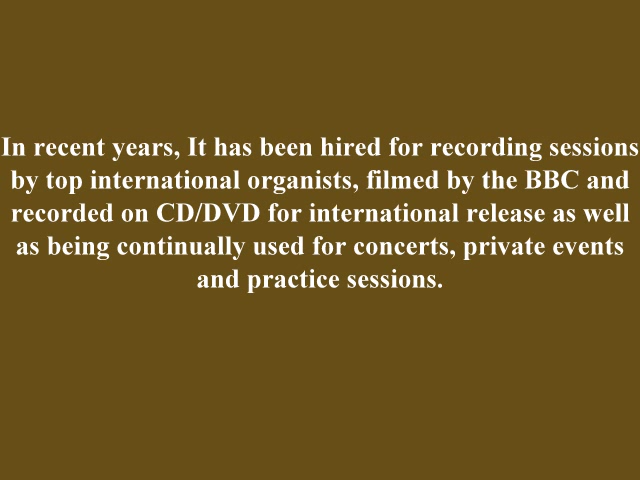 In recent years, It has been hired for recording sessions
by top international organists, filmed by the BBC and
recorded on CD/DVD for international release as well
as being continually used for concerts, private events
and practice sessions.